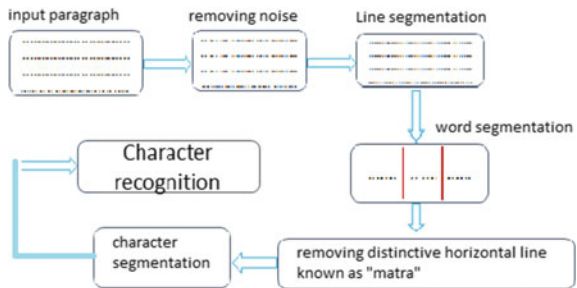 input paragraph
removing noise
Line segmentation
word segmentation
removing distinctive horizontal line
known as "matra"
character
segmentation
Character
recognition